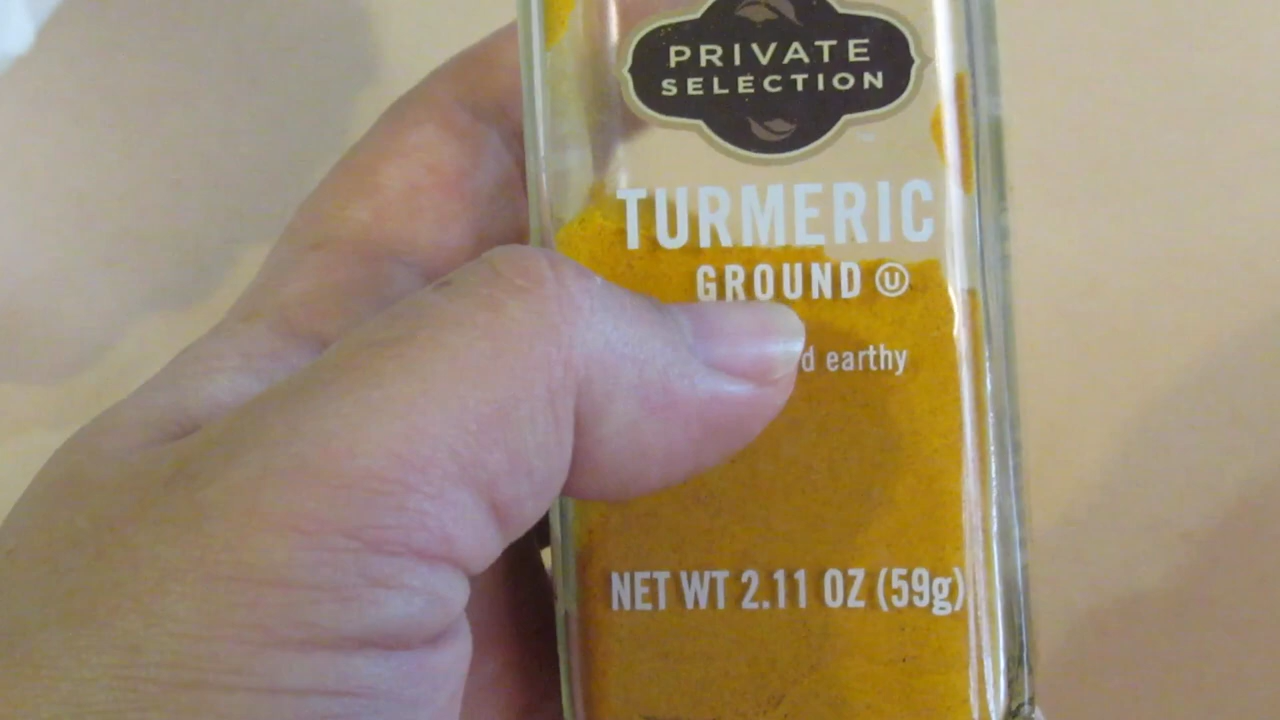 PRIVATE
SELECTION
TURMERIC
GROUND Ⓤ
earthy
NET WT 2.11 OZ (59g)